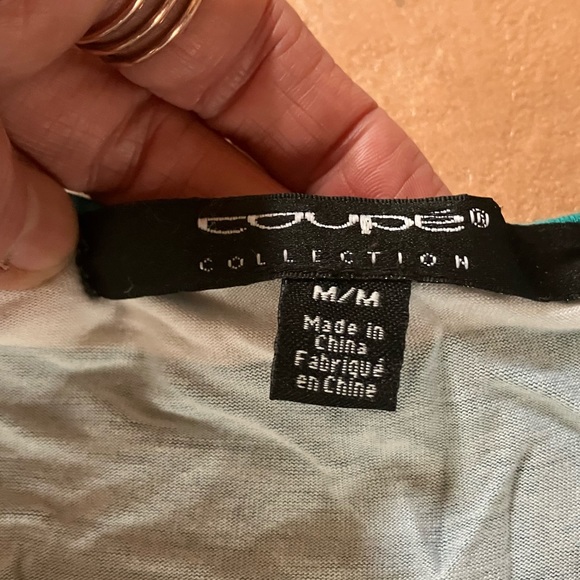 coupé®
COLLECTION
M/M
Made in
China
Fabriqué
en Chine